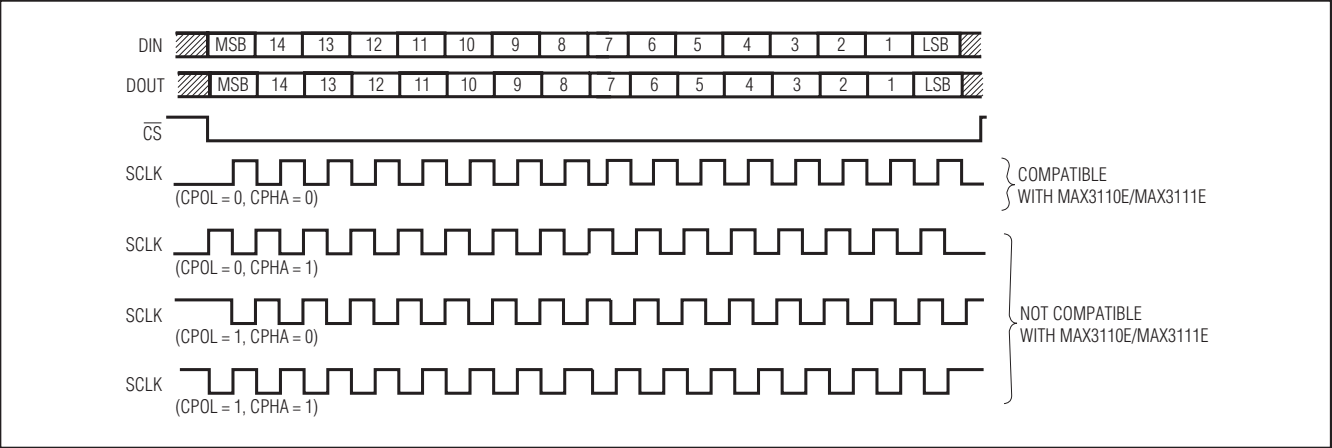 DIN MSB 14 13 12 11 10 9 8 7 6 5 4 3 2 1 LSB
DOUT MSB 14 13 12 11 10 9 8 7 6 5 4 3 2 1 LSB
C̅S̅
SCLK
(CPOL = 0, CPHA = 0)
COMPATIBLE
WITH MAX3110E/MAX3111E
SCLK
(CPOL = 0, CPHA = 1)
SCLK
(CPOL = 1, CPHA = 0)
NOT COMPATIBLE
WITH MAX3110E/MAX3111E
SCLK
(CPOL = 1, CPHA = 1)